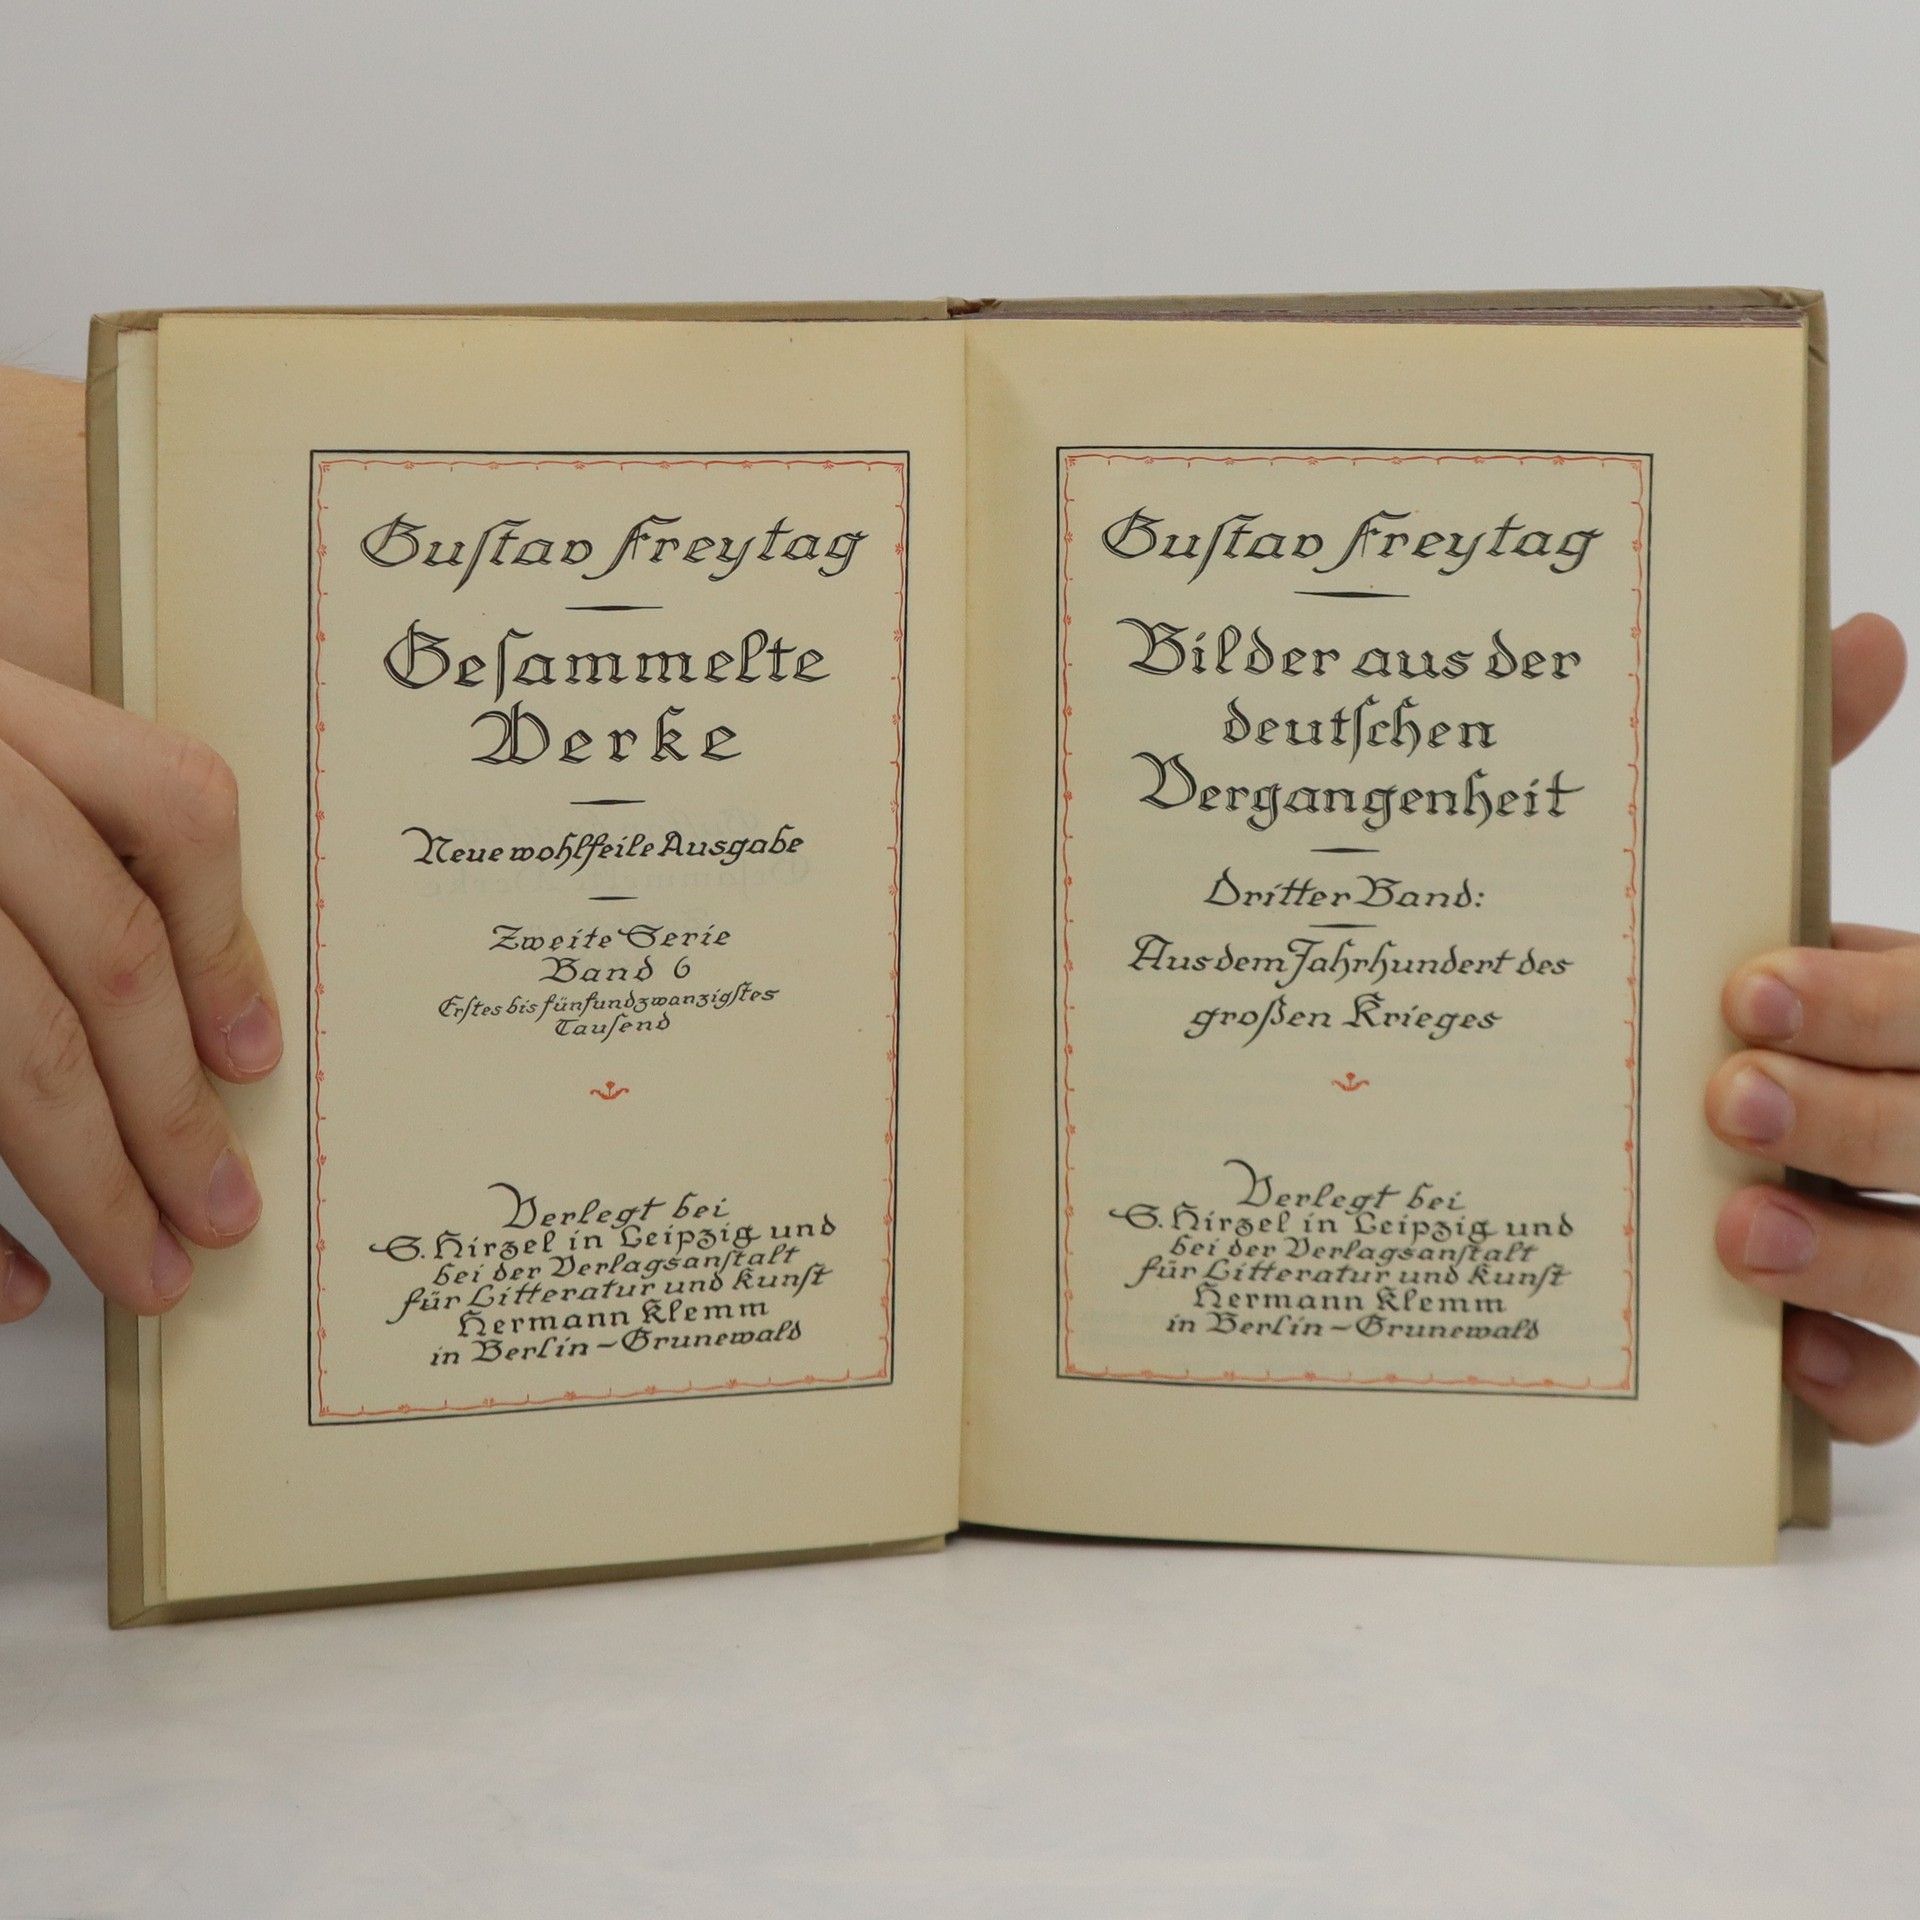 Gustav Freytag
Gesammelte
Werke
Neue wohlfeile Ausgabe
Zweite Serie
Band 6
Erstes bis fünfundzwanzigstes
Tausend
Verlegt bei
S. Hirzel in Leipzig und
bei der Verlagsanstalt
für Litteratur und Kunst
Hermann Klemm
in Berlin-Grunewald
Gustav Freytag
Bilder aus der
deutschen
Vergangenheit
Dritter Band:
Aus dem Jahrhundert des
großen Krieges
Verlegt bei
S. Hirzel in Leipzig und
bei der Verlagsanstalt
für Litteratur und Kunst
Hermann Klemm
in Berlin-Grunewald